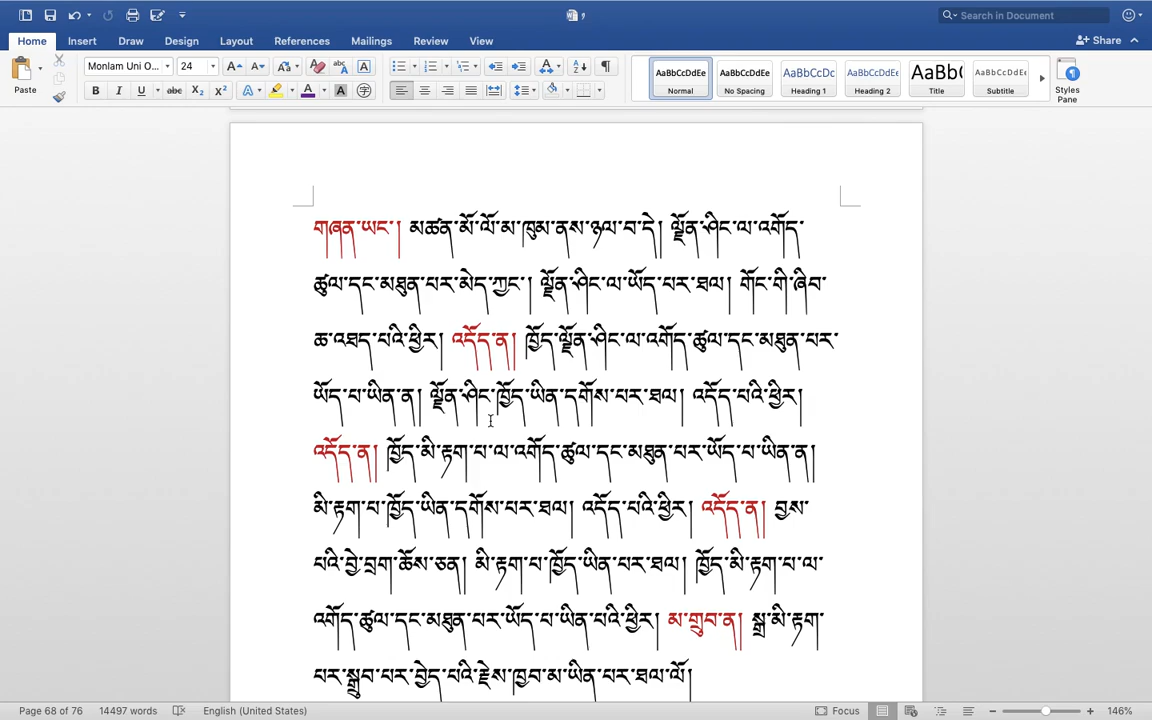 Search in Document
Home Insert Draw Design Layout References Mailings Review View Share
Paste Monlam Uni O... 24
AaBbCcDdEe AaBbCcDdEe AaBbCcDc AaBbCcDdEe AaBb( AaBbCcDdEe
Normal No Spacing Heading 1 Heading 2 Title Subtitle Styles Pane
གཞན་ཡང་། མཚན་མོ་ལོ་མ་ཁུམ་ནས་ཉལ་བ་དེ། ལྗོན་ཤིང་ལ་འགོད་
ཚུལ་དང་མཐུན་པར་མེད་ཀྱང་། ལྗོན་ཤིང་ལ་ཡོད་པར་ཐལ། གོང་གི་ཞིབ་
ཆ་འཐད་པའི་ཕྱིར། འདོད་ན། ཁྱོད་ལྗོན་ཤིང་ལ་འགོད་ཚུལ་དང་མཐུན་པར་
ཡོད་པ་ཡིན་ན། ལྗོན་ཤིང་ཁྱོད་ཡིན་དགོས་པར་ཐལ། འདོད་པའི་ཕྱིར།
འདོད་ན། ཁྱོད་མི་རྟག་པ་ལ་འགོད་ཚུལ་དང་མཐུན་པར་ཡོད་པ་ཡིན་ན།
མི་རྟག་པ་ཁྱོད་ཡིན་དགོས་པར་ཐལ། འདོད་པའི་ཕྱིར། འདོད་ན། བྱས་
པའི་བྱེ་བྲག་ཆོས་ཅན། མི་རྟག་པ་ཁྱོད་ཡིན་པར་ཐལ། ཁྱོད་མི་རྟག་པ་ལ་
འགོད་ཚུལ་དང་མཐུན་པར་ཡོད་པ་ཡིན་པའི་ཕྱིར། མ་གྲུབ་ན། སྒྲ་མི་རྟག་
པར་སྒྲུབ་པར་བྱེད་པའི་རྗེས་ཁྱབ་མ་ཡིན་པར་ཐལ་ལོ།
Page 68 of 76 14497 words English (United States) Focus 146%